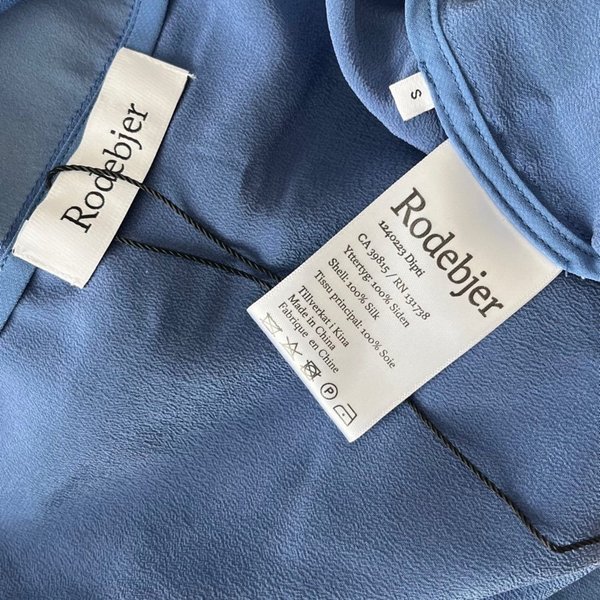 Rodebjer
S
Rodebjer
1240223 Dipti
CA 39815 / RN 131738
Yttertyg: 100% Siden
Shell: 100% Silk
Tissu principal: 100% Soie
Tillverkat i Kina
Made in China
Fabrique en Chine
P